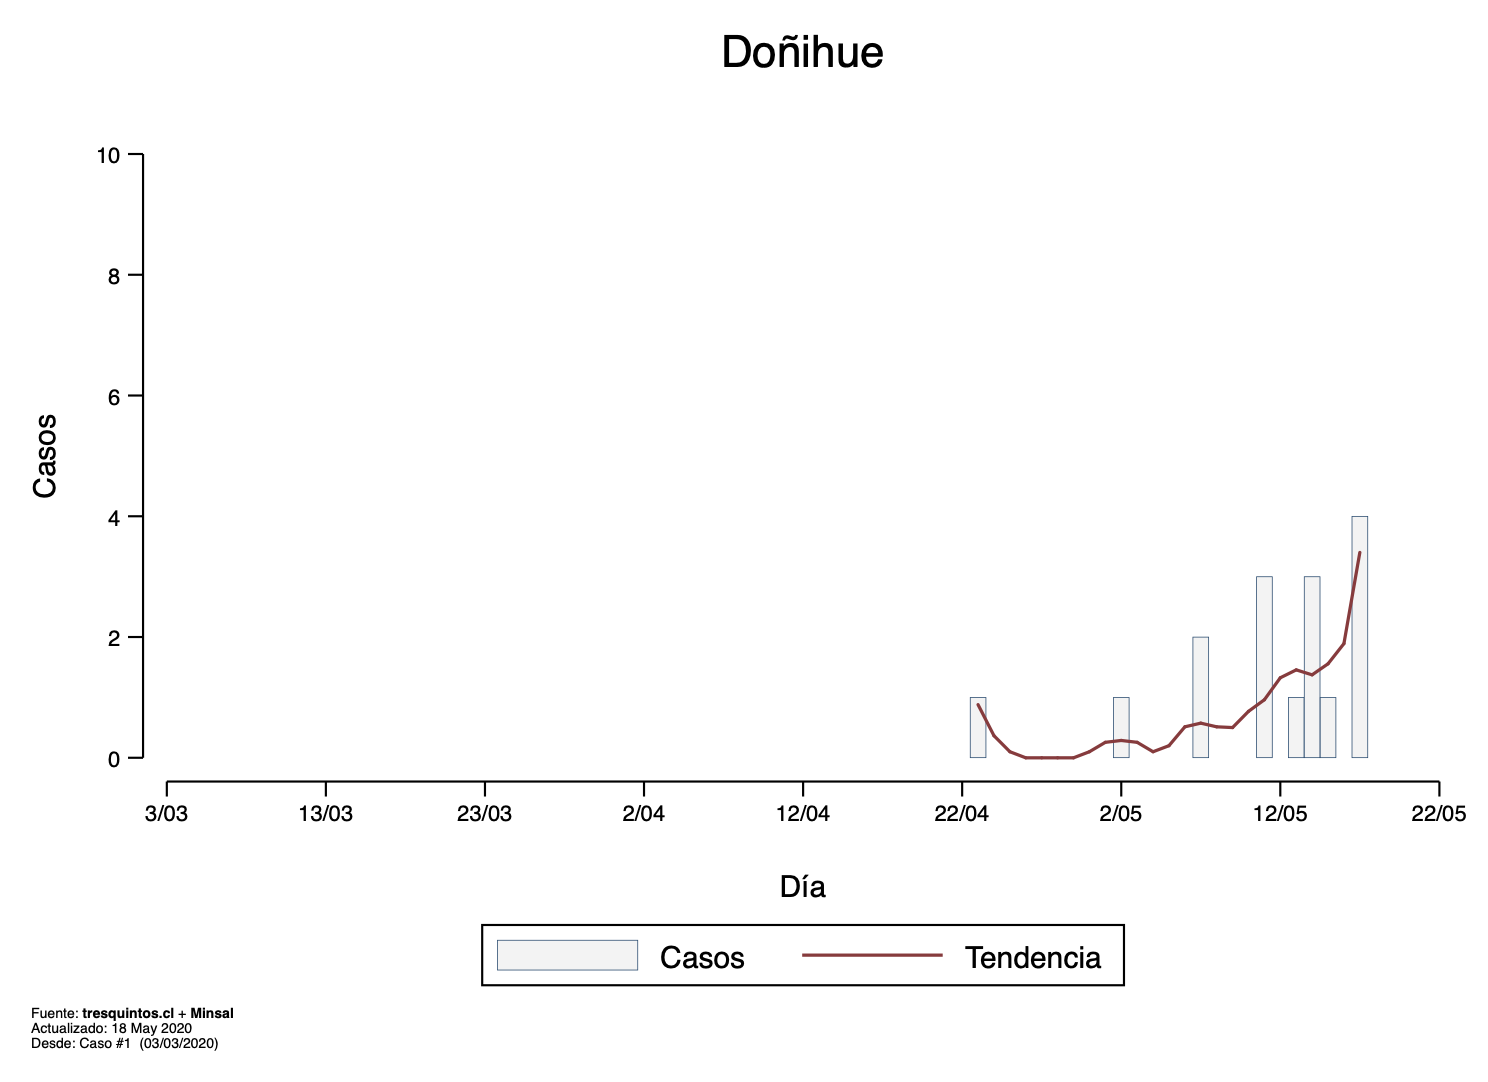 Doñihue
10
8
6
4
2
0
Casos
3/03 13/03 23/03 2/04 12/04 22/04 2/05 12/05 22/05
Día
Casos Tendencia
Fuente: tresquintos.cl + Minsal
Actualizado: 18 May 2020
Desde: Caso #1 (03/03/2020)